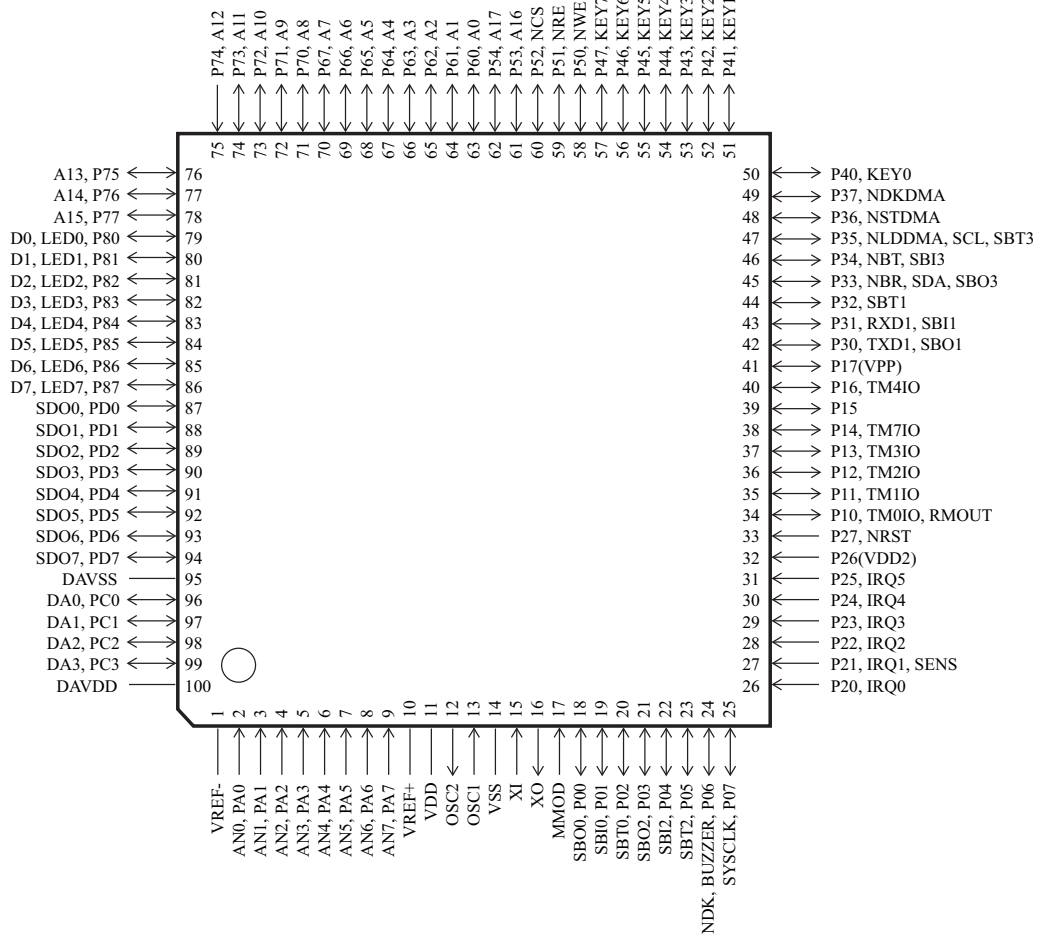 P74, A12
P73, A11
P72, A10
P71, A9
P70, A8
P67, A7
P66, A6
P65, A5
P64, A4
P63, A3
P62, A2
P61, A1
P60, A0
P54, A17
P53, A16
P52, NCS
P51, NRE
P50, NWE
P47, KEY7
P46, KEY6
P45, KEY5
P44, KEY4
P43, KEY3
P42, KEY2
P41, KEY1
75 74 73 72 71 70 69 68 67 66 65 64 63 62 61 60 59 58 57 56 55 54 53 52 51
A13, P75 76
A14, P76 77
A15, P77 78
D0, LED0, P80 79
D1, LED1, P81 80
D2, LED2, P82 81
D3, LED3, P83 82
D4, LED4, P84 83
D5, LED5, P85 84
D6, LED6, P86 85
D7, LED7, P87 86
SDO0, PD0 87
SDO1, PD1 88
SDO2, PD2 89
SDO3, PD3 90
SDO4, PD4 91
SDO5, PD5 92
SDO6, PD6 93
SDO7, PD7 94
DAVSS 95
DA0, PC0 96
DA1, PC1 97
DA2, PC2 98
DA3, PC3 99
DAVDD 100
50 P40, KEY0
49 P37, NDKDMA
48 P36, NSTDMA
47 P35, NLDDMA, SCL, SBT3
46 P34, NBT, SBI3
45 P33, NBR, SDA, SBO3
44 P32, SBT1
43 P31, RXD1, SBI1
42 P30, TXD1, SBO1
41 P17(VPP)
40 P16, TM4IO
39 P15
38 P14, TM7IO
37 P13, TM3IO
36 P12, TM2IO
35 P11, TM1IO
34 P10, TM0IO, RMOUT
33 P27, NRST
32 P26(VDD2)
31 P25, IRQ5
30 P24, IRQ4
29 P23, IRQ3
28 P22, IRQ2
27 P21, IRQ1, SENS
26 P20, IRQ0
1 2 3 4 5 6 7 8 9 10 11 12 13 14 15 16 17 18 19 20 21 22 23 24 25
VREF-
AN0, PA0
AN1, PA1
AN2, PA2
AN3, PA3
AN4, PA4
AN5, PA5
AN6, PA6
AN7, PA7
VREF+
VDD
OSC2
OSC1
VSS
XI
XO
MMOD
SBO0, P00
SBI0, P01
SBT0, P02
SBO2, P03
SBI2, P04
SBT2, P05
NDK, BUZZER, P06
SYSCLK, P07